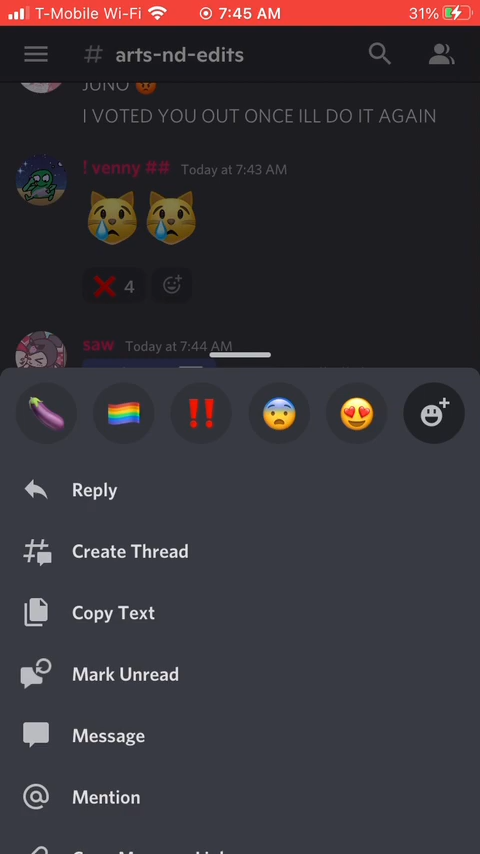 T-Mobile Wi-Fi 7:45 AM 31%
# arts-nd-edits
JUNO
I VOTED YOU OUT ONCE ILL DO IT AGAIN
! venny ## Today at 7:43 AM
4
saw Today at 7:44 AM
Reply
Create Thread
Copy Text
Mark Unread
Message
@ Mention